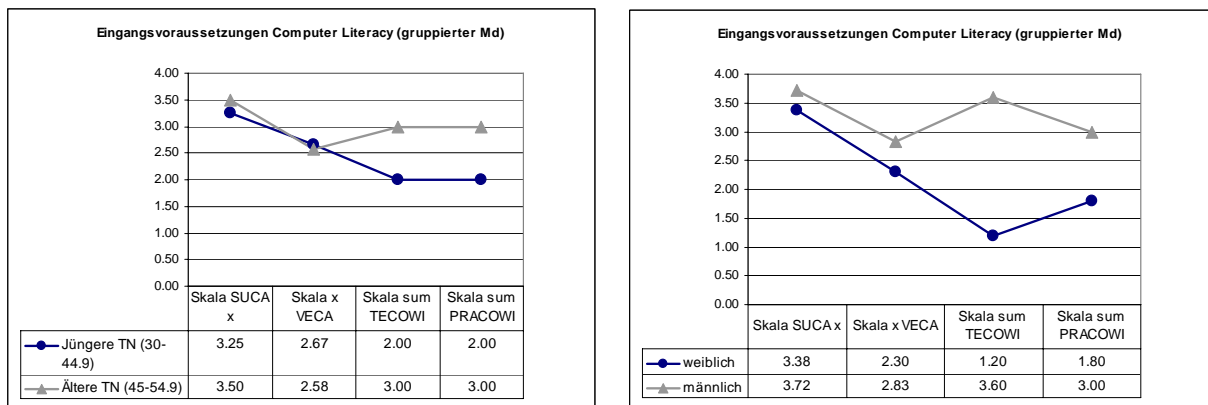 Eingangsvoraussetzungen Computer Literacy (gruppierter Md)
4.00
3.50
3.00
2.50
2.00
1.50
1.00
0.50
0.00
Skala SUCA Skala x Skala sum Skala sum
x VECA TECOWI PRACOWI
Jüngere TN (30- 3.25 2.67 2.00 2.00
44.9)
Ältere TN (45-54.9) 3.50 2.58 3.00 3.00
Eingangsvoraussetzungen Computer Literacy (gruppierter Md)
4.00
3.50
3.00
2.50
2.00
1.50
1.00
0.50
0.00
Skala SUCA x Skala x VECA Skala sum Skala sum
TECOWI PRACOWI
weiblich 3.38 2.30 1.20 1.80
männlich 3.72 2.83 3.60 3.00